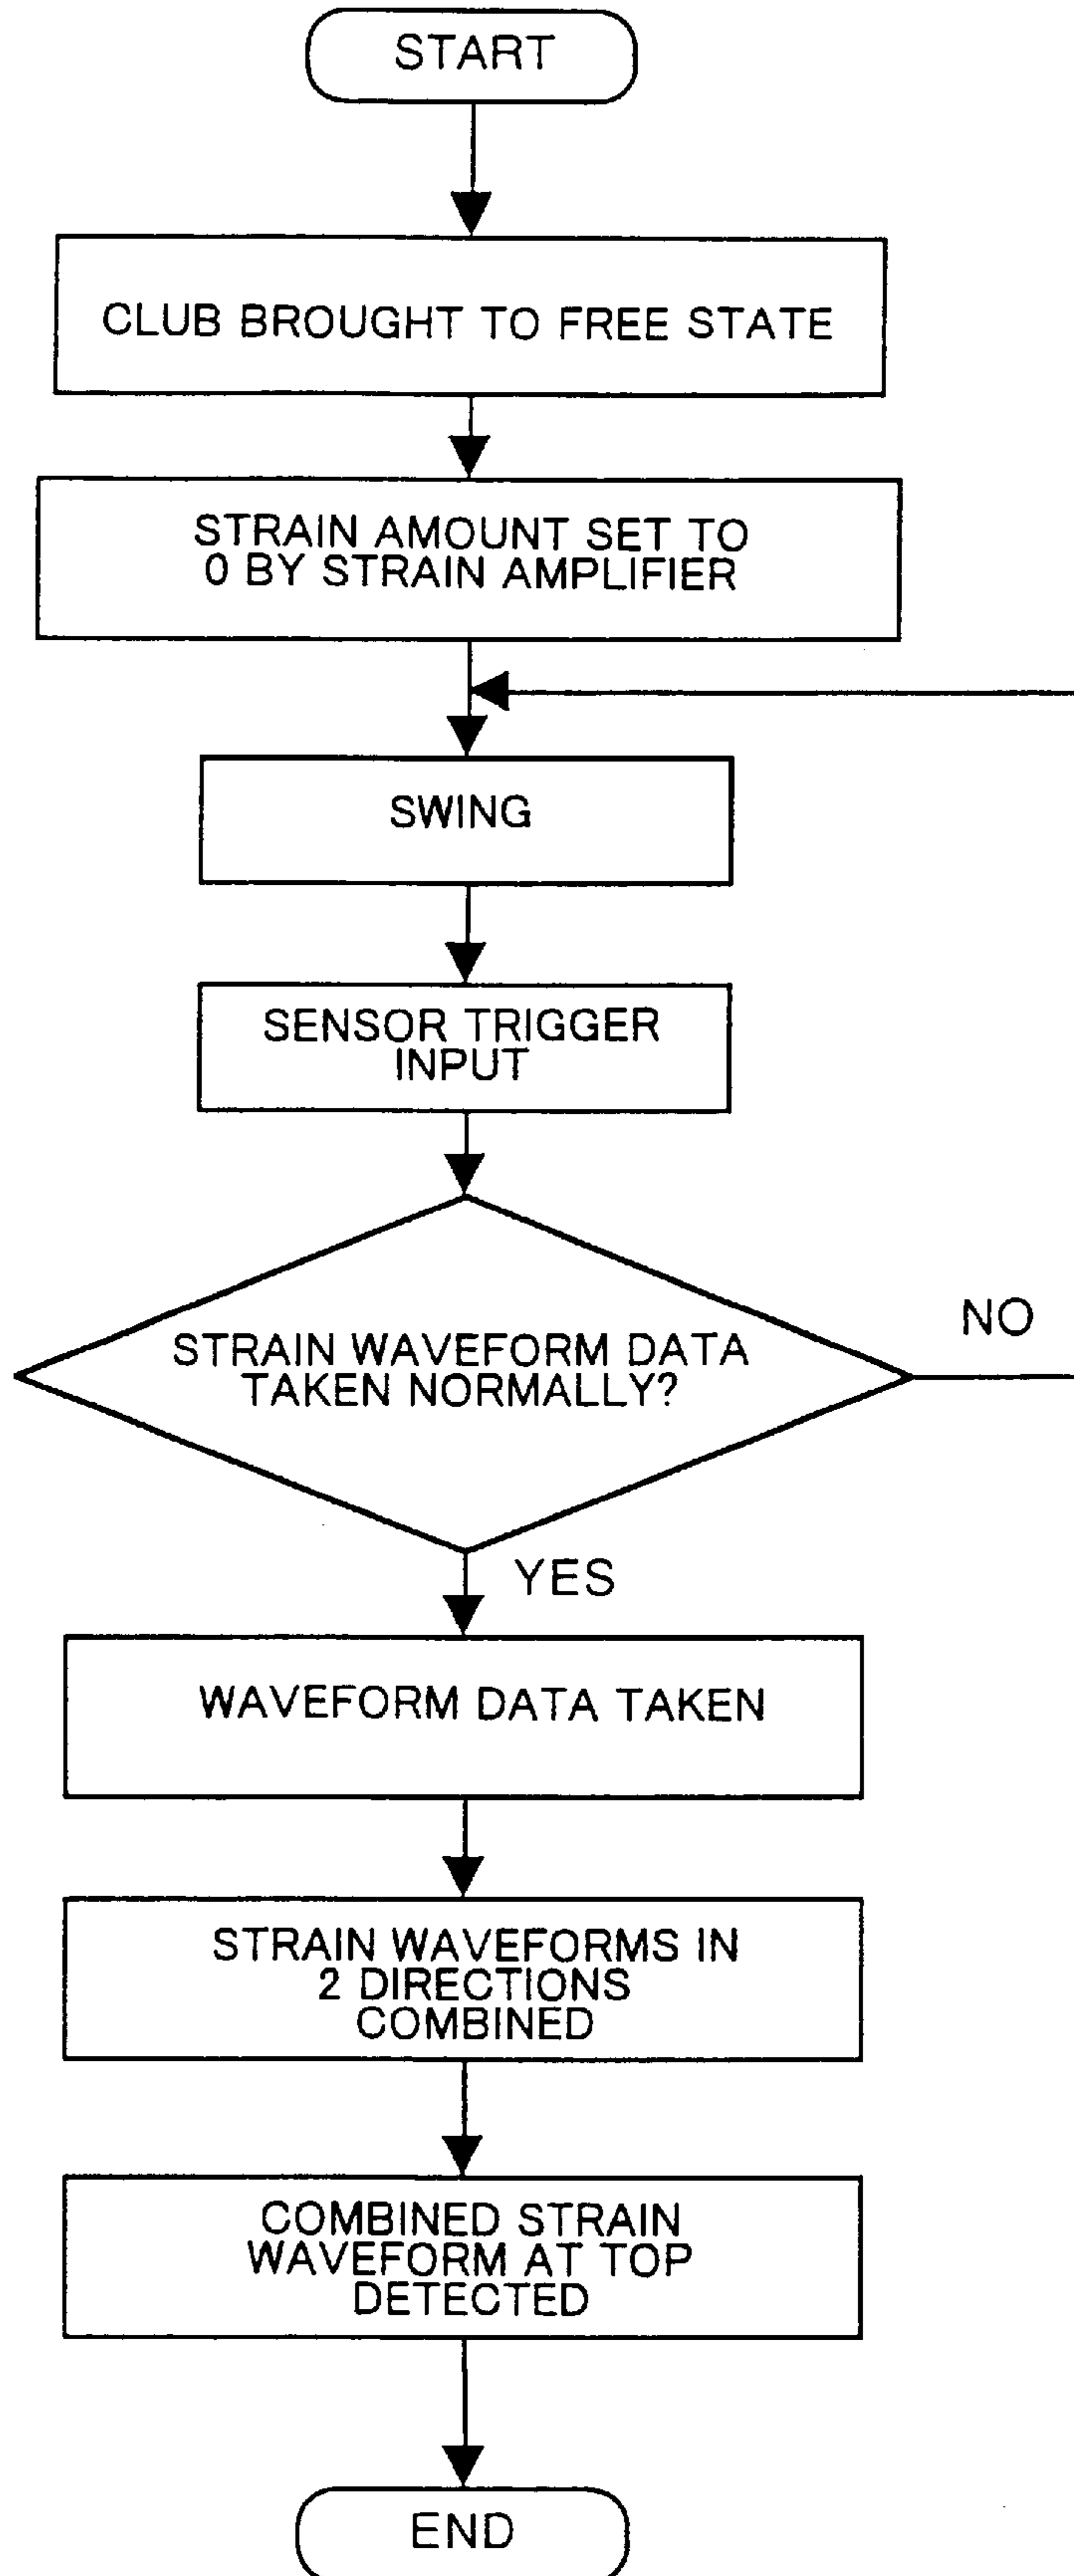 START
CLUB BROUGHT TO FREE STATE
STRAIN AMOUNT SET TO
0 BY STRAIN AMPLIFIER
SWING
SENSOR TRIGGER
INPUT
STRAIN WAVEFORM DATA
TAKEN NORMALLY?
NO
YES
WAVEFORM DATA TAKEN
STRAIN WAVEFORMS IN
2 DIRECTIONS
COMBINED
COMBINED STRAIN
WAVEFORM AT TOP
DETECTED
END